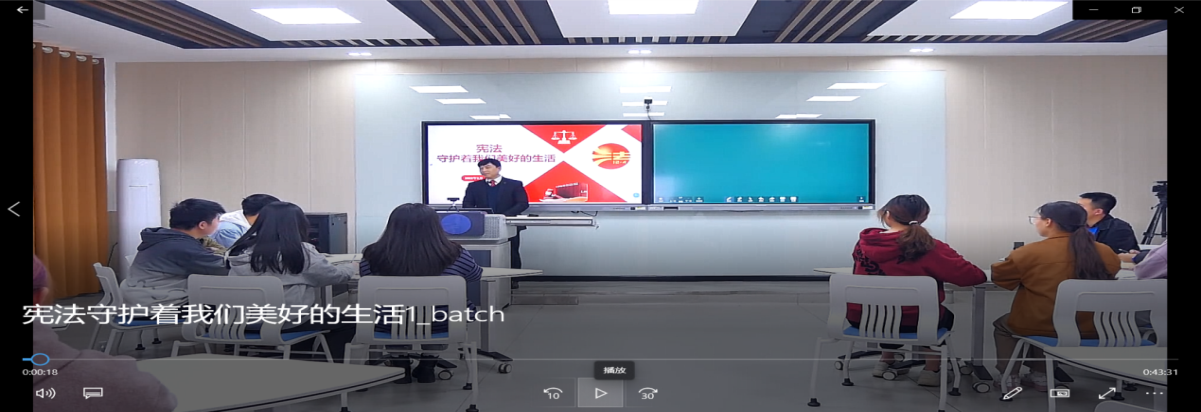 宪法
守护着我们美好的生活
宪法守护着我们美好的生活1_batch
0:00:18
播放
0:43:31
10
30